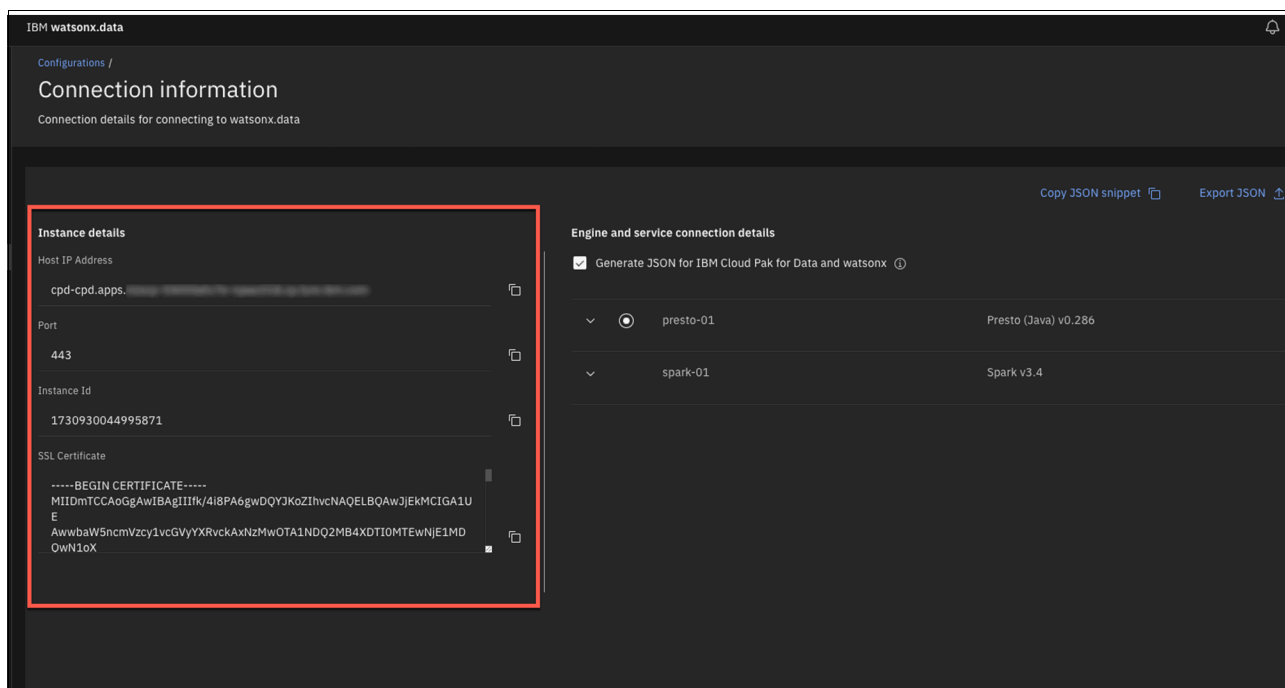 IBM watsonx.data
Configurations /
Connection information
Connection details for connecting to watsonx.data
Copy JSON snippet
Export JSON
Instance details
Host IP Address
cpd-cpd.apps.
Port
443
Instance Id
1730930044995871
SSL Certificate
-----BEGIN CERTIFICATE-----
MIIDmTCCAoGgAwIBAgIIIfk/4i8PA6gwDQYJKoZIhvcNAQELBQAwJjEkMCIGA1U
E
AwwbaW5ncmVzcy1vcGVyYXRvckAxNzMwOTA1NDQ2MB4XDTI0MTEwNjE1MD
OwN1oX
Engine and service connection details
Generate JSON for IBM Cloud Pak for Data and watsonx
presto-01 Presto (Java) v0.286
spark-01 Spark v3.4